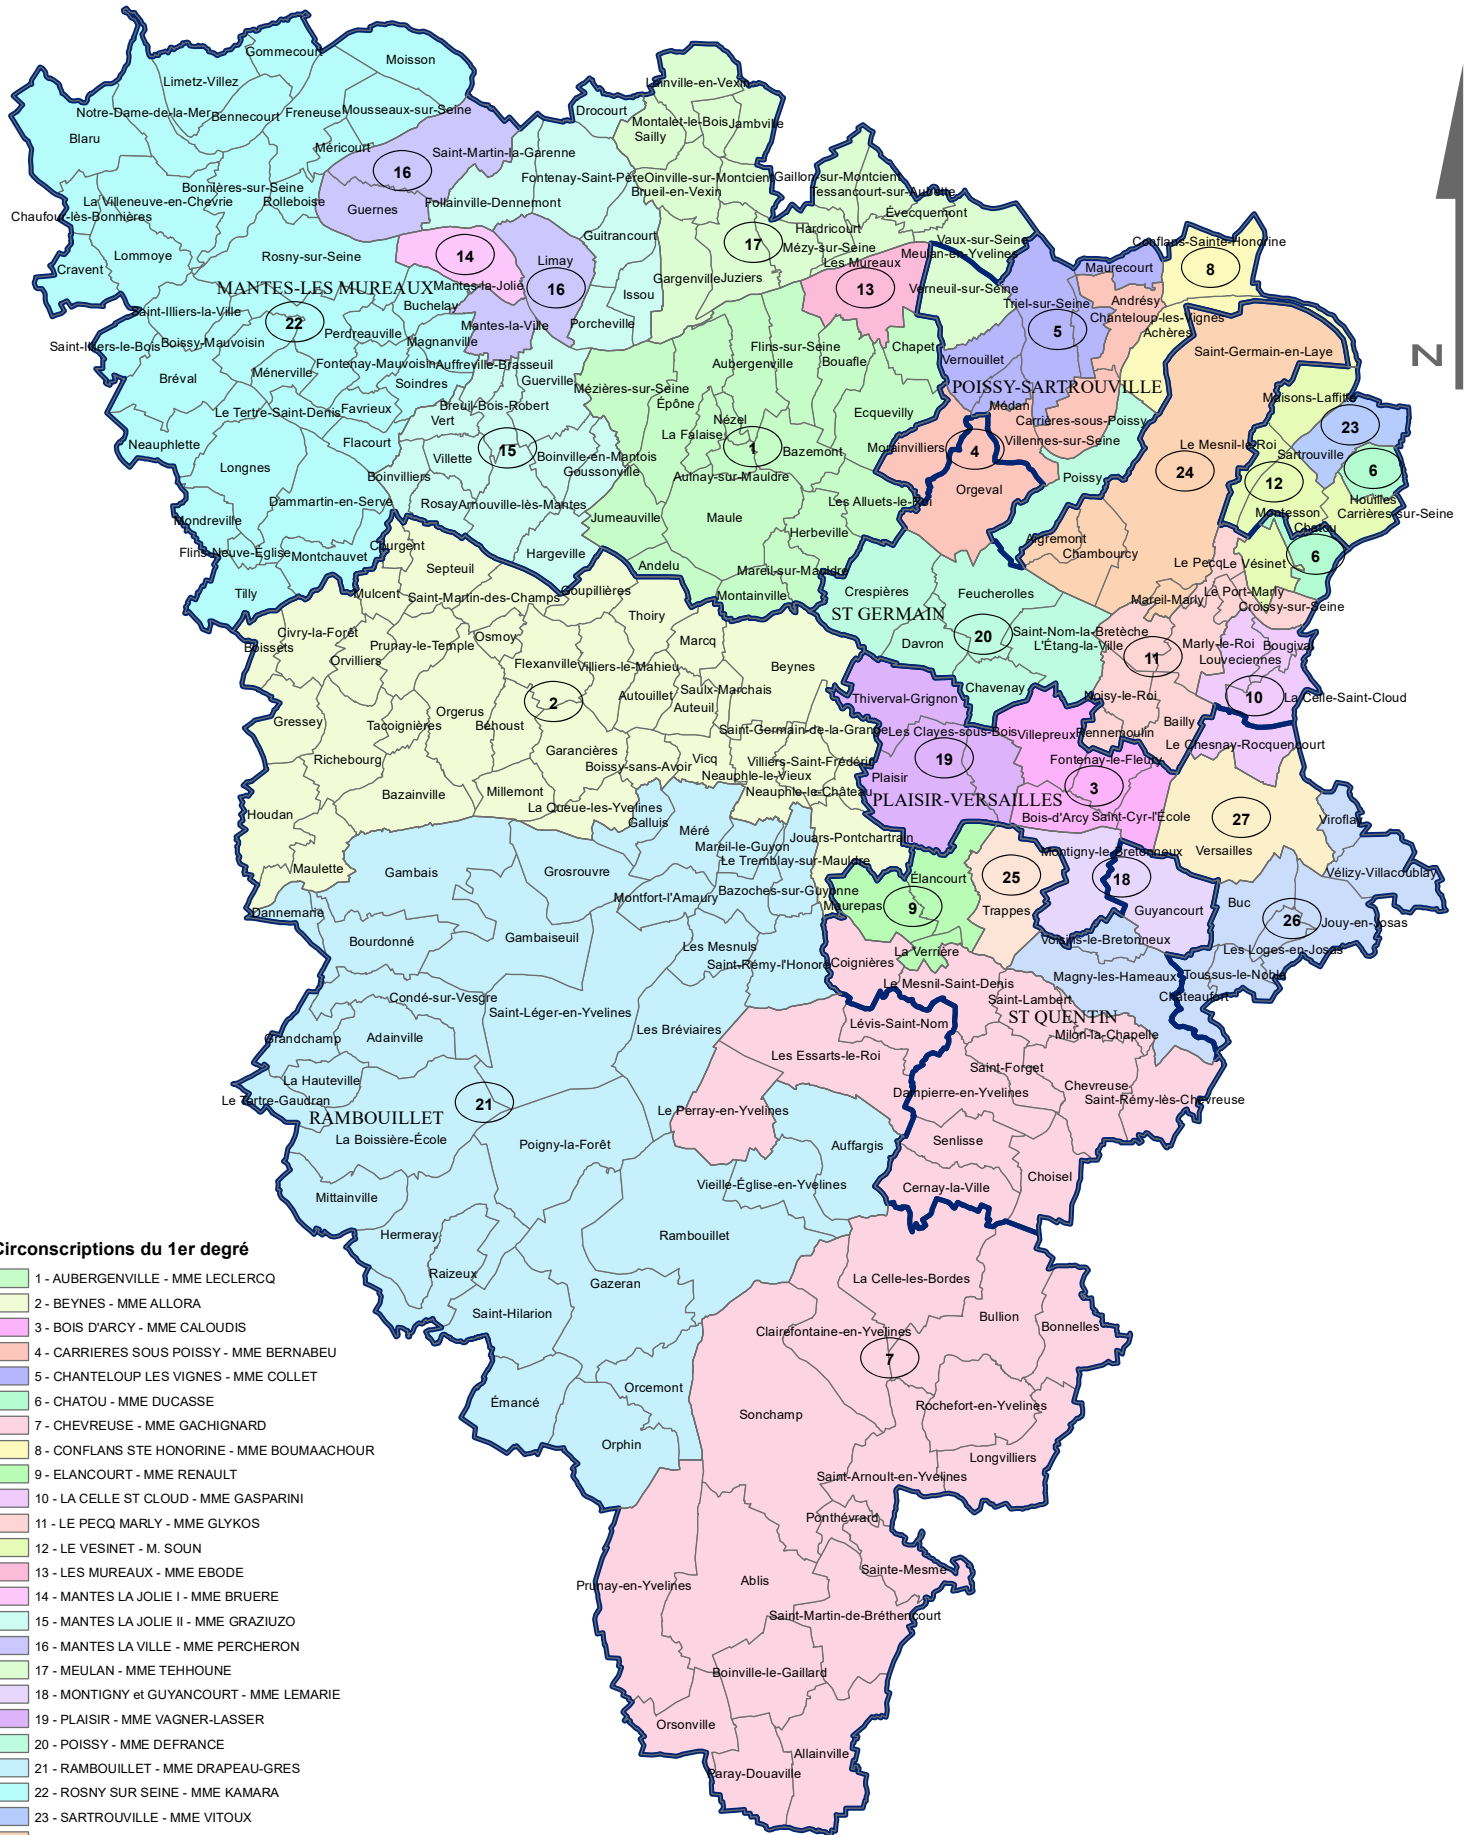 Gommecourt
Moisson
Limetz-Villez
Lainville-en-Vexin
Notre-Dame-de-la-Mer
Bennecourt
Freneuse
Mousseaux-sur-Seine
Drocourt
Montalet-le-Bois
Jambville
Blaru
Sailly
Méricourt
Saint-Martin-la-Garenne
16
Fontenay-Saint-Père
Oinville-sur-Montcient
Gaillon-sur-Montcient
Bonnières-sur-Seine
Brueil-en-Vexin
Tessancourt-sur-Aubette
La Villeneuve-en-Chevrie
Rolleboise
Guernes
Follainville-Dennemont
Évecquemont
Chaufour-lès-Bonnières
Hardricourt
Guitrancourt
17
Vaux-sur-Seine
Conflans-Sainte-Honorine
Mézy-sur-Seine
Lommoye
Rosny-sur-Seine
14
Limay
Les Mureaux
Meulan-en-Yvelines
Cravent
Gargenville
Juziers
Maurecourt
8
MANTES-LES MUREAUX
Mantes-la-Jolie
16
Issou
13
Verneuil-sur-Seine
Andrésy
Buchelay
Triel-sur-Seine
Saint-Illiers-la-Ville
22
Perdreauville
Mantes-la-Ville
Porcheville
5
Chanteloup-les-Vignes
Achères
Magnanville
Saint-Illiers-le-Bois
Boissy-Mauvoisin
Flins-sur-Seine
Chapet
Saint-Germain-en-Laye
Fontenay-Mauvoisin
Auffreville-Brasseuil
Aubergenville
Bouafle
Vernouillet
Bréval
Ménerville
Soindres
Guerville
Mézières-sur-Seine
POISSY-SARTROUVILLE
Épône
Maisons-Laffitte
Le Tertre-Saint-Denis
Favrieux
Breuil-Bois-Robert
Médan
Vert
Nézel
Ecquevilly
Carrières-sous-Poissy
23
Neauphlette
Flacourt
La Falaise
1
Bazemont
Morainvilliers
4
Villennes-sur-Seine
Le Mesnil-le-Roi
Sartrouville
Longnes
Villette
15
Boinville-en-Mantois
24
6
Boinvilliers
Goussonville
Aulnay-sur-Mauldre
Poissy
12
Orgeval
Houilles
Dammartin-en-Serve
Rosay
Arnouville-lès-Mantes
Les Alluets-le-Roi
Montesson
Carrières-sur-Seine
Mondreville
Jumeauville
Maule
Chatou
Herbeville
Aigremont
Flins-Neuve-Eglise
Montchauvet
Courgent
Hargeville
Chambourcy
6
Septeuil
Andelu
Mareil-sur-Mauldre
Le Pecq
Le Vésinet
Tilly
Mulcent
Saint-Martin-des-Champs
Goupillières
Montainville
Crespières
Feucherolles
Mareil-Marly
Le Port-Marly
Croissy-sur-Seine
ST GERMAIN
Thoiry
Civry-la-Forêt
Osmoy
Marcq
20
Saint-Nom-la-Bretèche
Boissets
Prunay-le-Temple
Davron
L'Étang-la-Ville
Marly-le-Roi
Bougival
Orvilliers
Flexanville
Villiers-le-Mahieu
Beynes
11
Louveciennes
Saulx-Marchais
Chavenay
Autouillet
Thiverval-Grignon
Noisy-le-Roi
10
La Celle-Saint-Cloud
2
Auteuil
Gressey
Tacoignières
Orgerus
Béhoust
Saint-Germain-de-la-Grange
Les Clayes-sous-Bois
Villepreux
Rennemoulin
Bailly
Le Chesnay-Rocquencourt
Richebourg
Garancières
Boissy-sans-Avoir
Vicq
Villiers-Saint-Frédéric
19
Fontenay-le-Fleury
Neauphle-le-Vieux
Plaisir
3
Bazainville
Millemont
Neauphle-le-Château
PLAISIR-VERSAILLES
Houdan
La Queue-les-Yvelines
Galluis
Bois-d'Arcy
Saint-Cyr-l'École
27
Viroflay
Méré
Jouars-Pontchartrain
Mareil-le-Guyon
Montigny-le-Bretonneux
Versailles
Maulette
Gambais
Grosrouvre
Le Tremblay-sur-Mauldre
Élancourt
25
18
Vélizy-Villacoublay
Montfort-l'Amaury
Bazoches-sur-Guyonne
Maurepas
9
Trappes
Guyancourt
Buc
Dannemarie
26
Jouy-en-Josas
Bourdonné
Gambaiseuil
Les Mesnuls
La Verrière
Voisins-le-Bretonneux
Les Loges-en-Josas
Saint-Rémy-l'Honoré
Coignières
Magny-les-Hameaux
Toussus-le-Noble
Le Mesnil-Saint-Denis
Châteaufort
Condé-sur-Vesgre
Saint-Lambert
Saint-Léger-en-Yvelines
ST QUENTIN
Grandchamp
Adainville
Les Bréviaires
Lévis-Saint-Nom
Milon-la-Chapelle
Les Essarts-le-Roi
Saint-Forget
La Hauteville
Chevreuse
Le Tartre-Gaudran
21
Dampierre-en-Yvelines
Saint-Rémy-lès-Chevreuse
RAMBOUILLET
Le Perray-en-Yvelines
La Boissière-École
Poigny-la-Forêt
Auffargis
Senlisse
Vieille-Église-en-Yvelines
Cernay-la-Ville
Choisel
Mittainville
Hermeray
Rambouillet
Raizeux
Gazeran
La Celle-les-Bordes
Saint-Hilarion
Bullion
Clairefontaine-en-Yvelines
Bonnelles
7
Émancé
Orcemont
Sonchamp
Rochefort-en-Yvelines
Orphin
Longvilliers
Saint-Arnoult-en-Yvelines
Ponthévrard
Prunay-en-Yvelines
Ablis
Sainte-Mesme
Saint-Martin-de-Bréthencourt
Boinville-le-Gaillard
Orsonville
Allainville
Paray-Douaville
N
Circonscriptions du 1er degré
1 - AUBERGENVILLE - MME LECLERCQ
2 - BEYNES - MME ALLORA
3 - BOIS D'ARCY - MME CALOUDIS
4 - CARRIERES SOUS POISSY - MME BERNABEU
5 - CHANTELOUP LES VIGNES - MME COLLET
6 - CHATOU - MME DUCASSE
7 - CHEVREUSE - MME GACHIGNARD
8 - CONFLANS STE HONORINE - MME BOUMAACHOUR
9 - ELANCOURT - MME RENAULT
10 - LA CELLE ST CLOUD - MME GASPARINI
11 - LE PECQ MARLY - MME GLYKOS
12 - LE VESINET - M. SOUN
13 - LES MUREAUX - MME EBODE
14 - MANTES LA JOLIE I - MME BRUERE
15 - MANTES LA JOLIE II - MME GRAZIUZO
16 - MANTES LA VILLE - MME PERCHERON
17 - MEULAN - MME TEHHOUNE
18 - MONTIGNY et GUYANCOURT - MME LEMARIE
19 - PLAISIR - MME VAGNER-LASSER
20 - POISSY - MME DEFRANCE
21 - RAMBOUILLET - MME DRAPEAU-GRES
22 - ROSNY SUR SEINE - MME KAMARA
23 - SARTROUVILLE - MME VITOUX